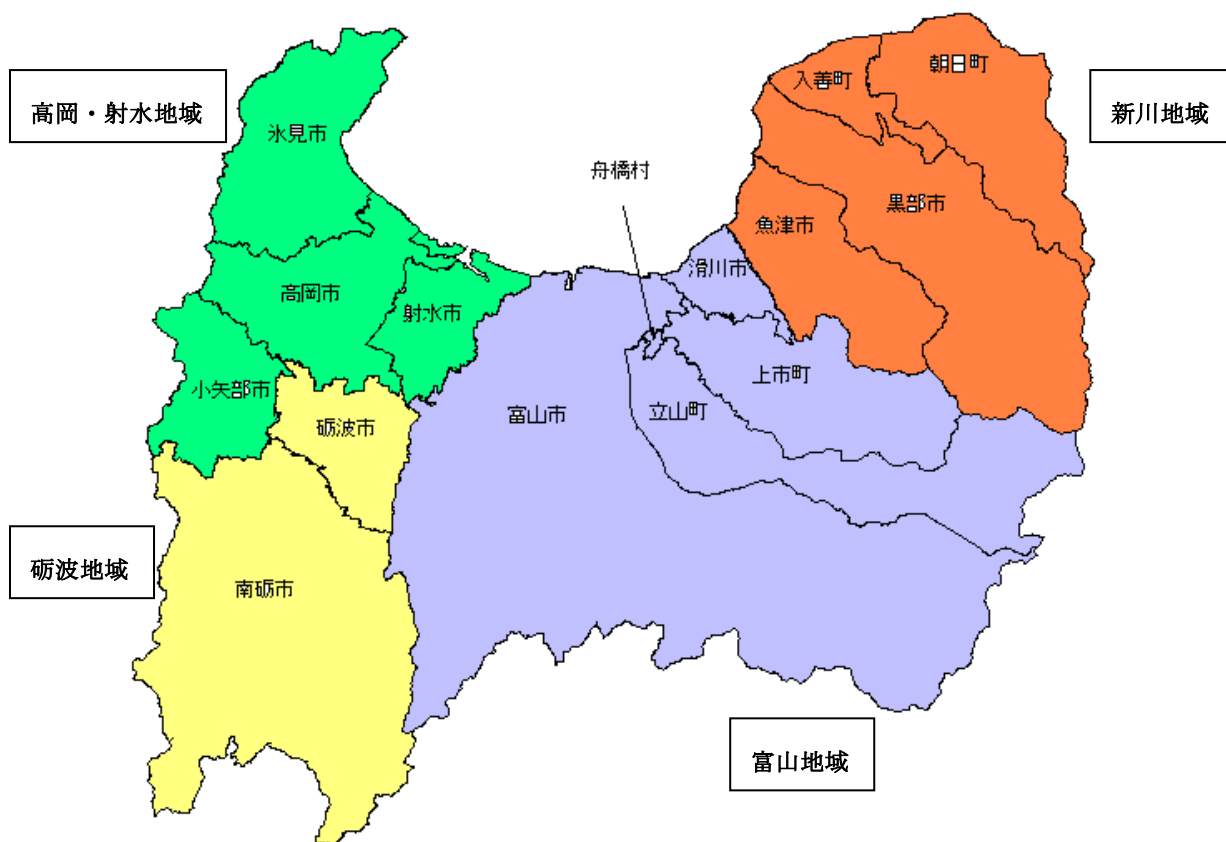 高岡・射水地域
新川地域
砺波地域
富山地域
氷見市
高岡市
射水市
小矢部市
砺波市
南砺市
富山市
舟橋村
滑川市
上市町
立山町
魚津市
黒部市
入善町
朝日町